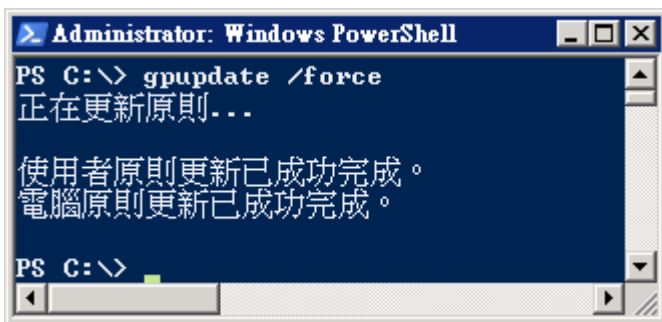 Administrator: Windows PowerShell
PS C:\> gpupdate /force
正在更新原則...
使用者原則更新已成功完成。
電腦原則更新已成功完成。
PS C:\>